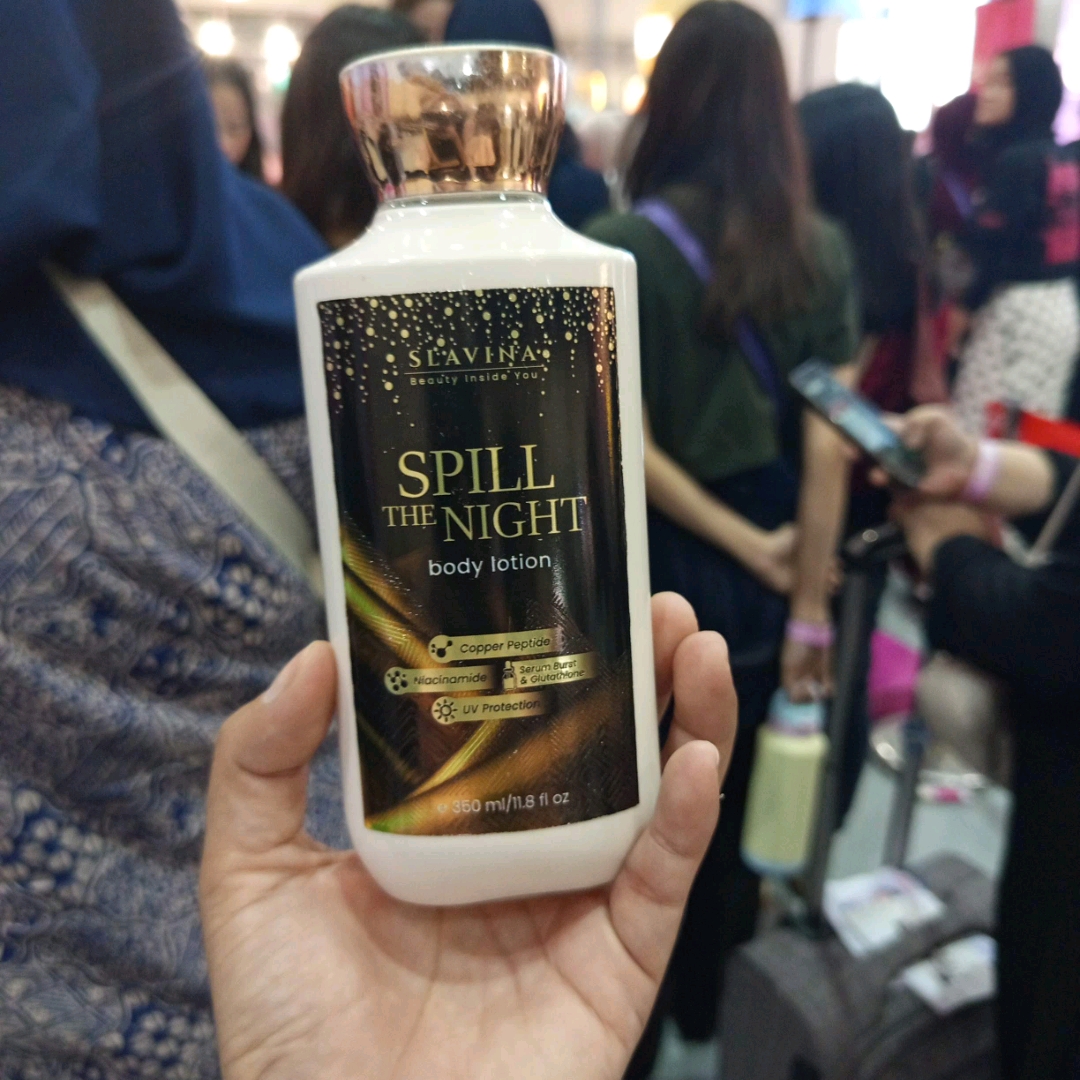 SLAVINA
Beauty Inside You
SPILL
THE NIGHT
body lotion
Copper Peptide
Niacinamide
Serum Burst
& Glutathione
UV Protection
e 350 ml/11.8 fl oz